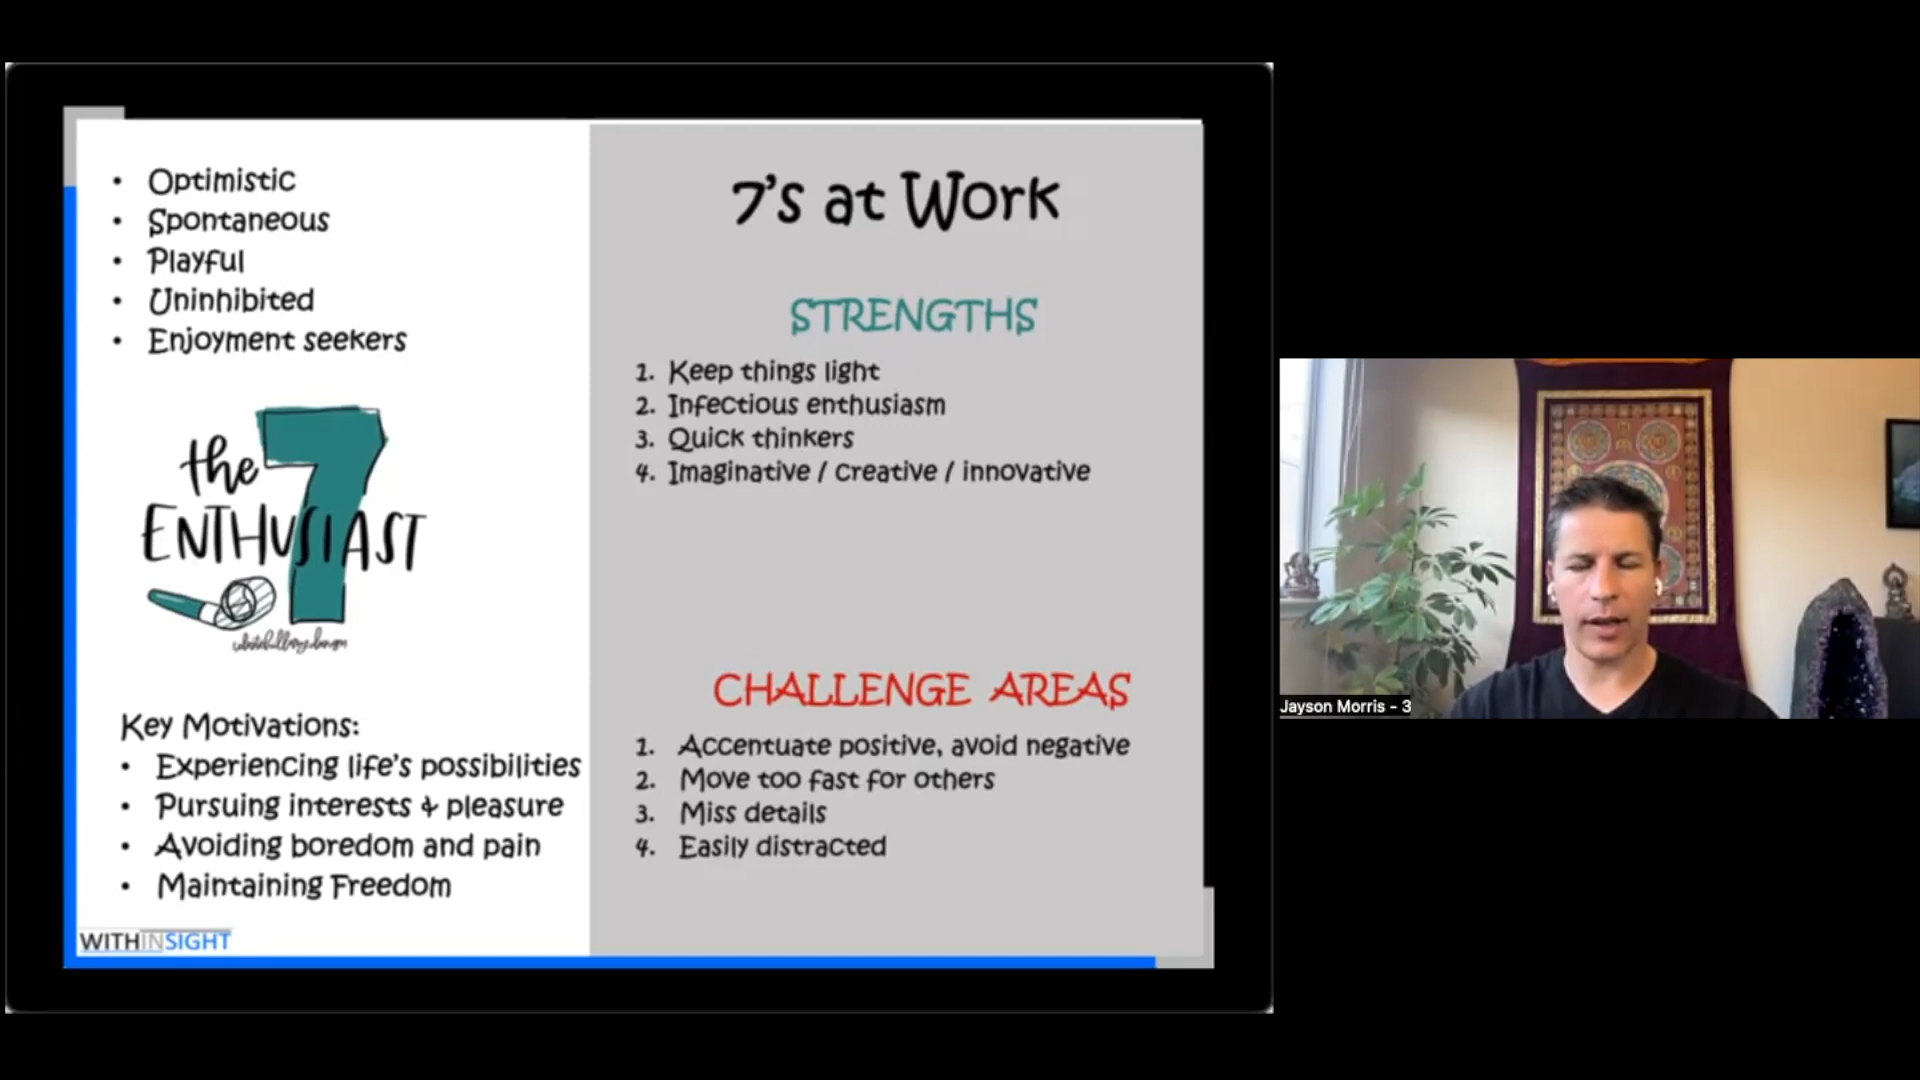 • Optimistic
• Spontaneous
• Playful
• Uninhibited
• Enjoyment seekers
the 7
ENTHUSIAST
Key Motivations:
• Experiencing life's possibilities
• Pursuing interests & pleasure
• Avoiding boredom and pain
• Maintaining Freedom
WITHINSIGHT
7's at Work
STRENGTHS
1. Keep things light
2. Infectious enthusiasm
3. Quick thinkers
4. Imaginative / creative / innovative
CHALLENGE AREAS
1. Accentuate positive, avoid negative
2. Move too fast for others
3. Miss details
4. Easily distracted
Jayson Morris - 3